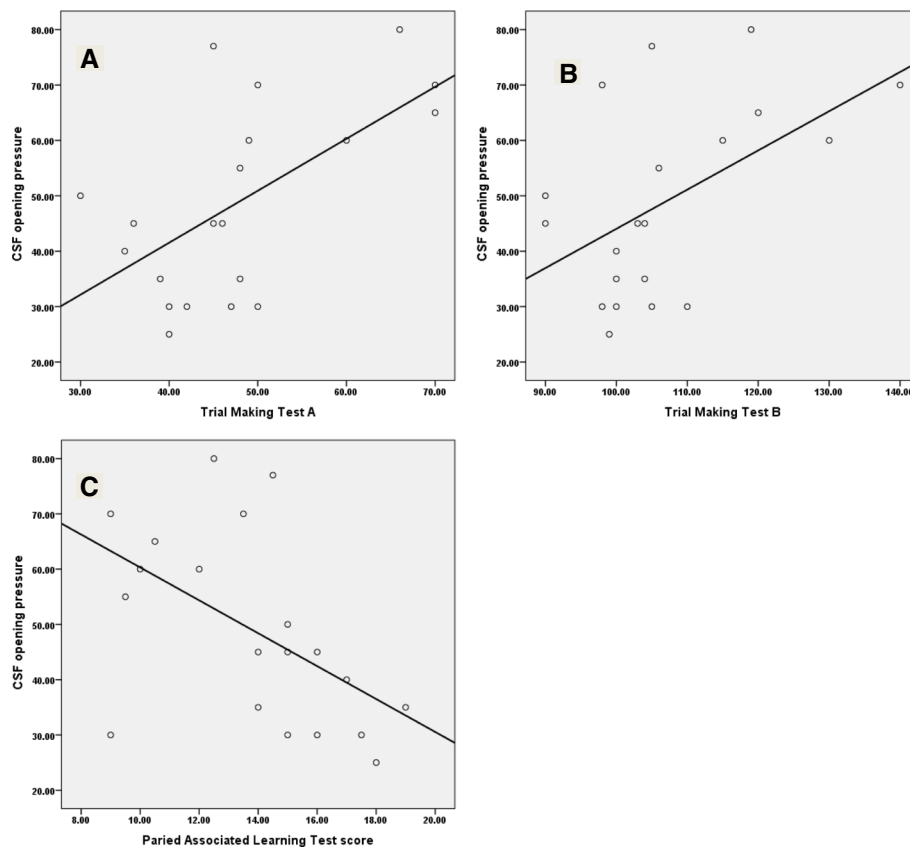 A
80.00
70.00
60.00
50.00
40.00
30.00
20.00
CSF opening pressure
30.00 40.00 50.00 60.00 70.00
Trial Making Test A
B
80.00
70.00
60.00
50.00
40.00
30.00
20.00
CSF opening pressure
90.00 100.00 110.00 120.00 130.00 140.00
Trial Making Test B
C
80.00
70.00
60.00
50.00
40.00
30.00
20.00
CSF opening pressure
8.00 10.00 12.00 14.00 16.00 18.00 20.00
Paried Associated Learning Test score